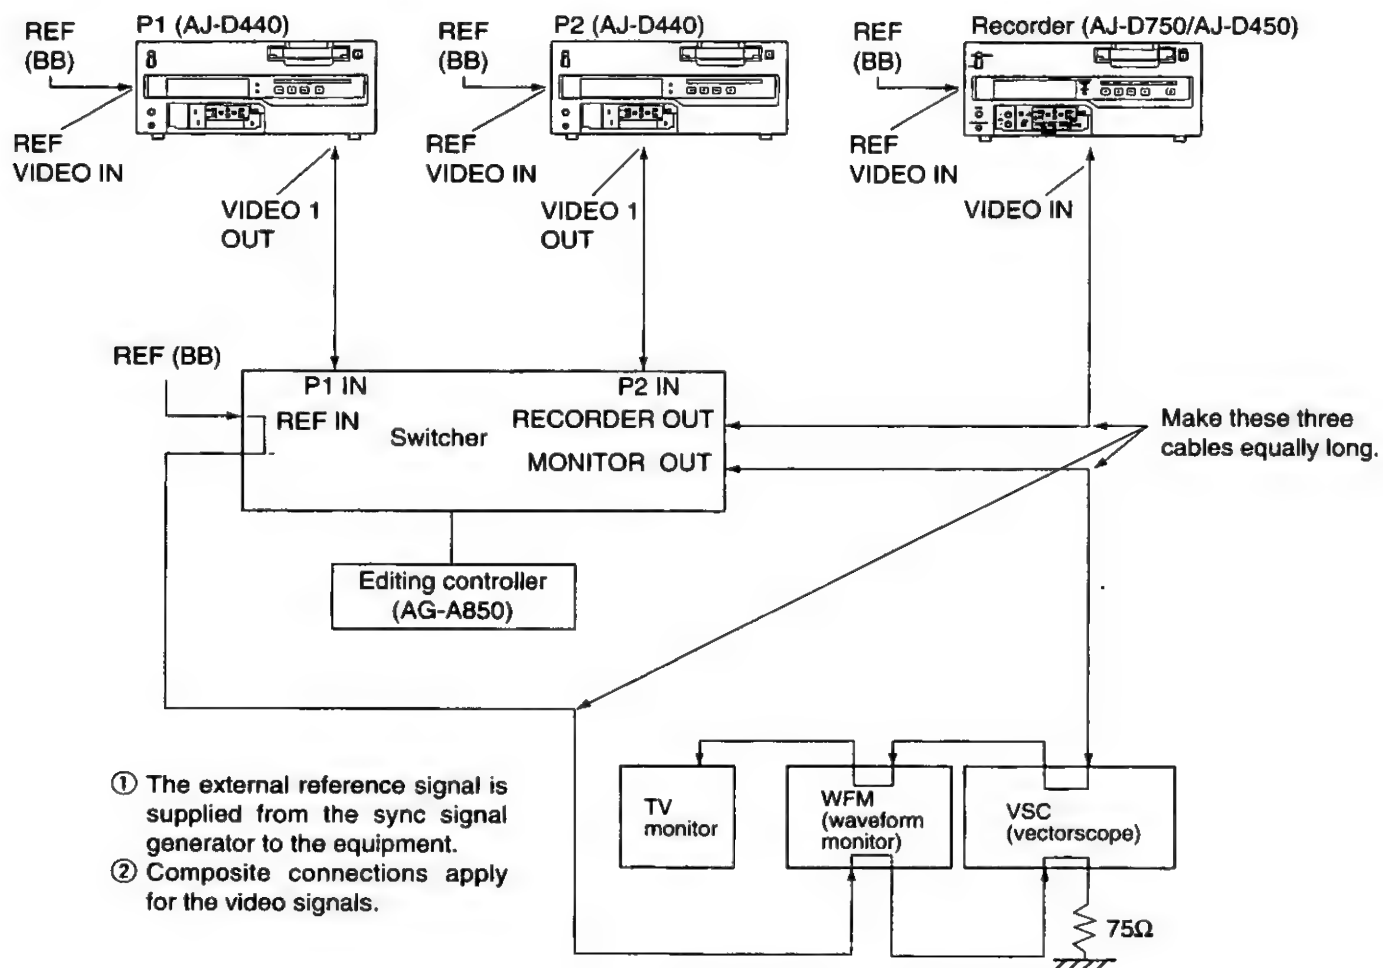 P1 (AJ-D440)
P2 (AJ-D440)
Recorder (AJ-D750/AJ-D450)
REF
(BB)
REF
(BB)
REF
(BB)
REF
VIDEO IN
REF
VIDEO IN
REF
VIDEO IN
VIDEO 1
OUT
VIDEO 1
OUT
VIDEO IN
REF (BB)
P1 IN
P2 IN
REF IN
Switcher
RECORDER OUT
MONITOR OUT
Make these three
cables equally long.
Editing controller
(AG-A850)
① The external reference signal is
supplied from the sync signal
generator to the equipment.
② Composite connections apply
for the video signals.
TV
monitor
WFM
(waveform
monitor)
VSC
(vectorscope)
75Ω